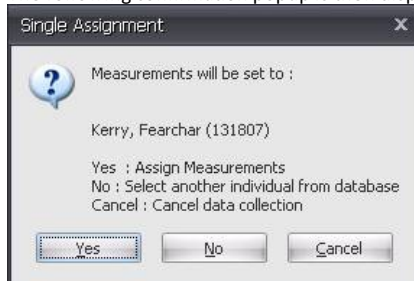 Single Assignment
x
?
Measurements will be set to :
Kerry, Fearchar (131807)
Yes : Assign Measurements
No : Select another individual from database
Cancel : Cancel data collection
Yes No Cancel